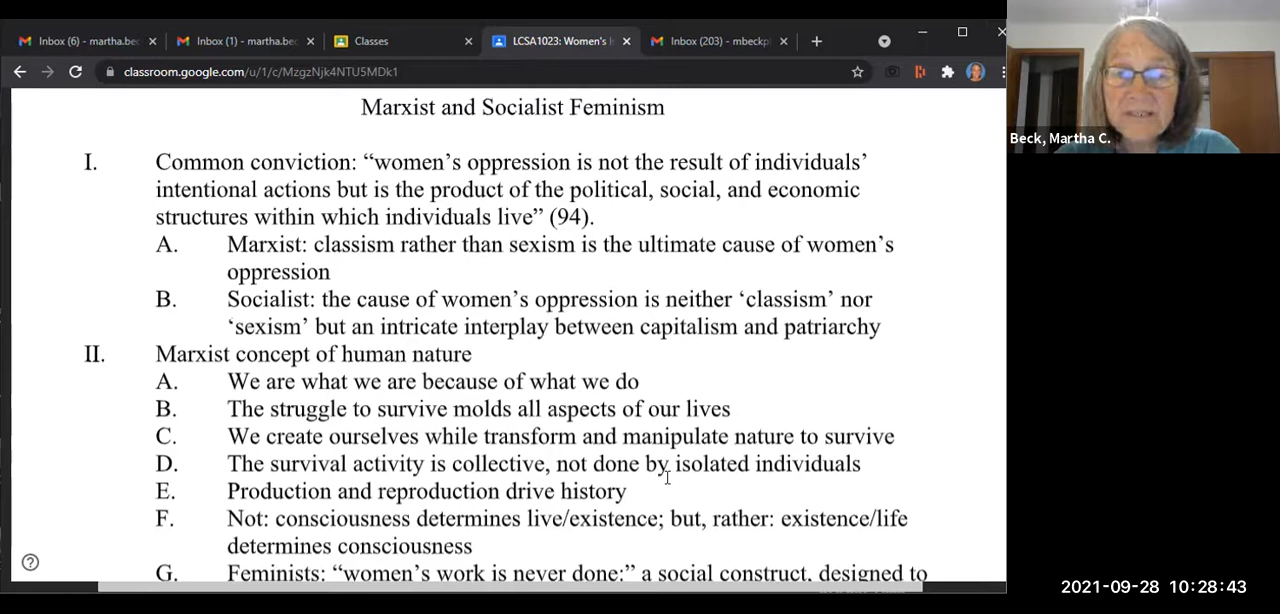 Inbox (6) - martha.bec
Inbox (1) - martha.bec
Classes
LCSA1023: Women's I
Inbox (203) - mbeckp
classroom.google.com/u/1/c/MzgzNjk4NTU5MDk1
Marxist and Socialist Feminism
I. Common conviction: “women’s oppression is not the result of individuals’
intentional actions but is the product of the political, social, and economic
structures within which individuals live” (94).
A. Marxist: classism rather than sexism is the ultimate cause of women’s
oppression
B. Socialist: the cause of women’s oppression is neither ‘classism’ nor
‘sexism’ but an intricate interplay between capitalism and patriarchy
II. Marxist concept of human nature
A. We are what we are because of what we do
B. The struggle to survive molds all aspects of our lives
C. We create ourselves while transform and manipulate nature to survive
D. The survival activity is collective, not done by isolated individuals
E. Production and reproduction drive history
F. Not: consciousness determines live/existence; but, rather: existence/life
determines consciousness
G. Feminists: “women’s work is never done:” a social construct, designed to
Beck, Martha C.
2021-09-28 10:28:43